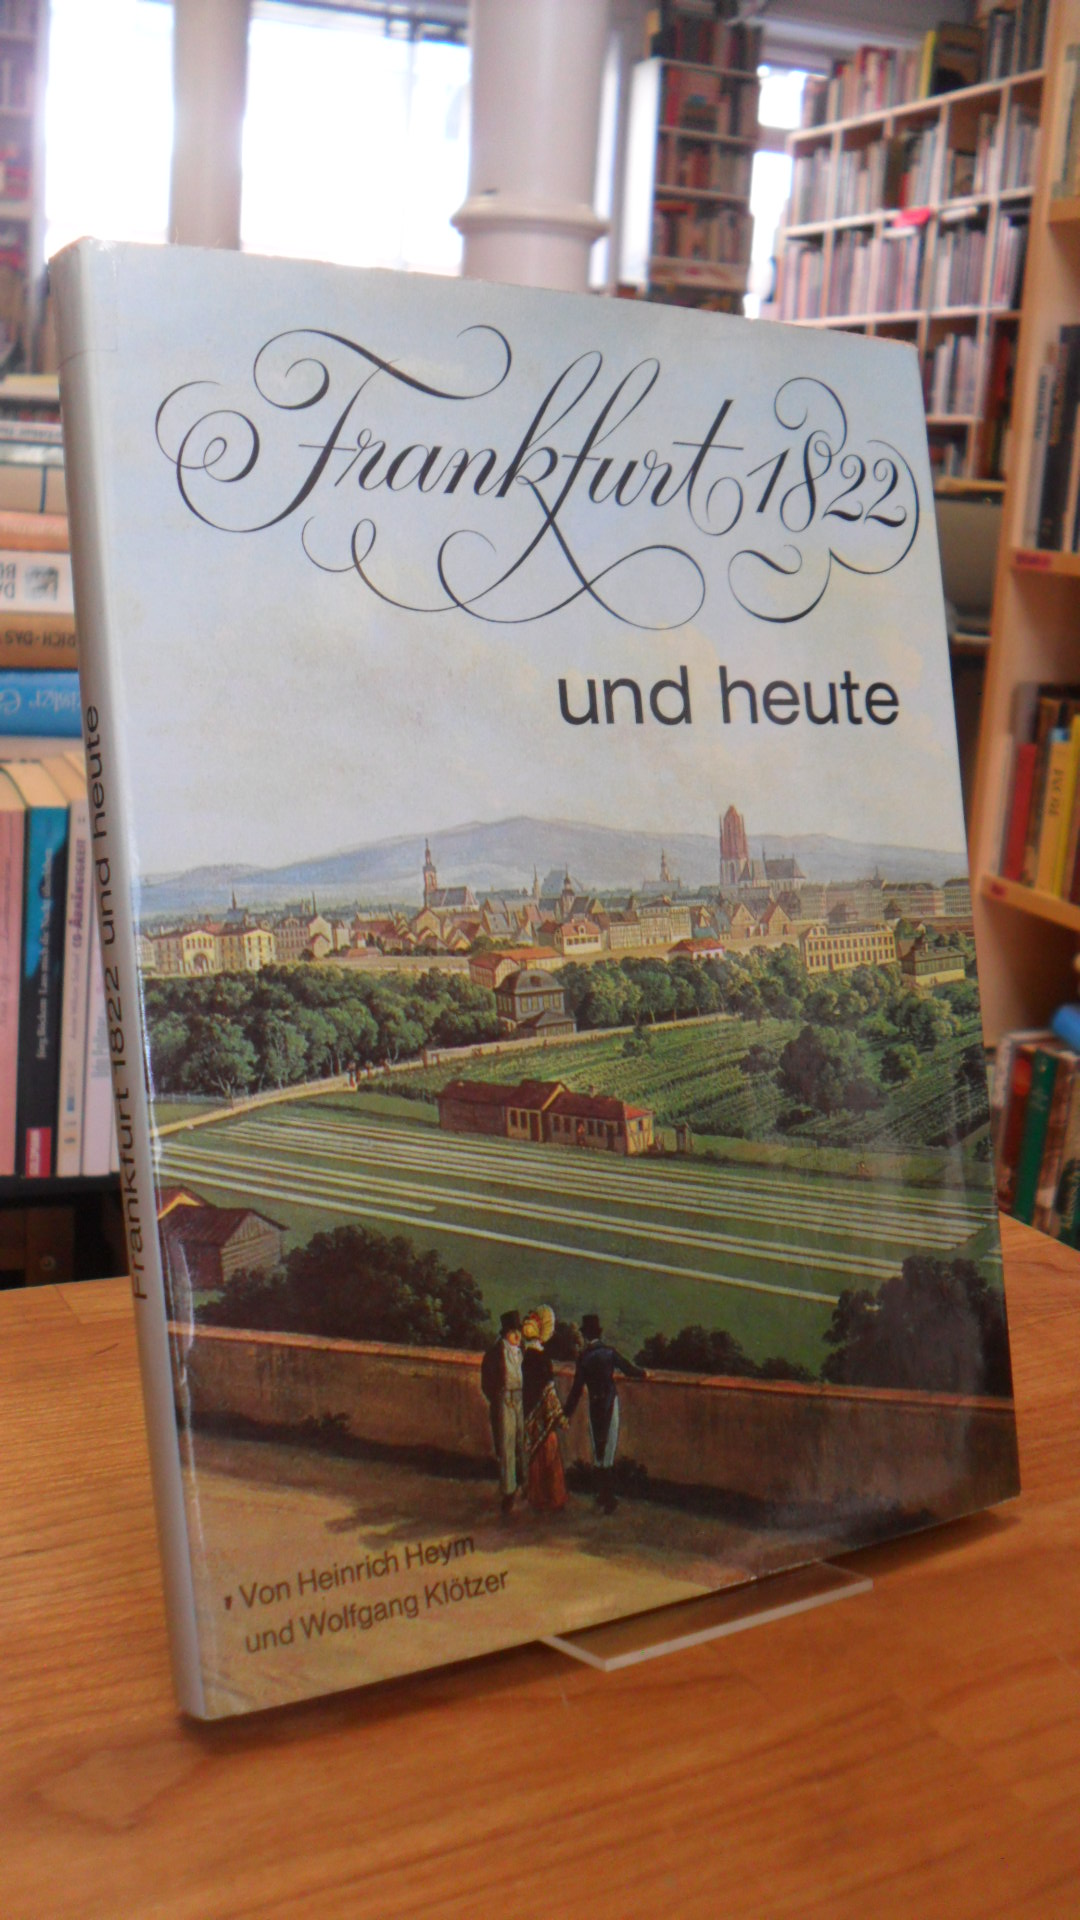 Frankfurt 1822
und heute
Von Heinrich Heym
und Wolfgang Klötzer
Frankfurt 1822 und heute